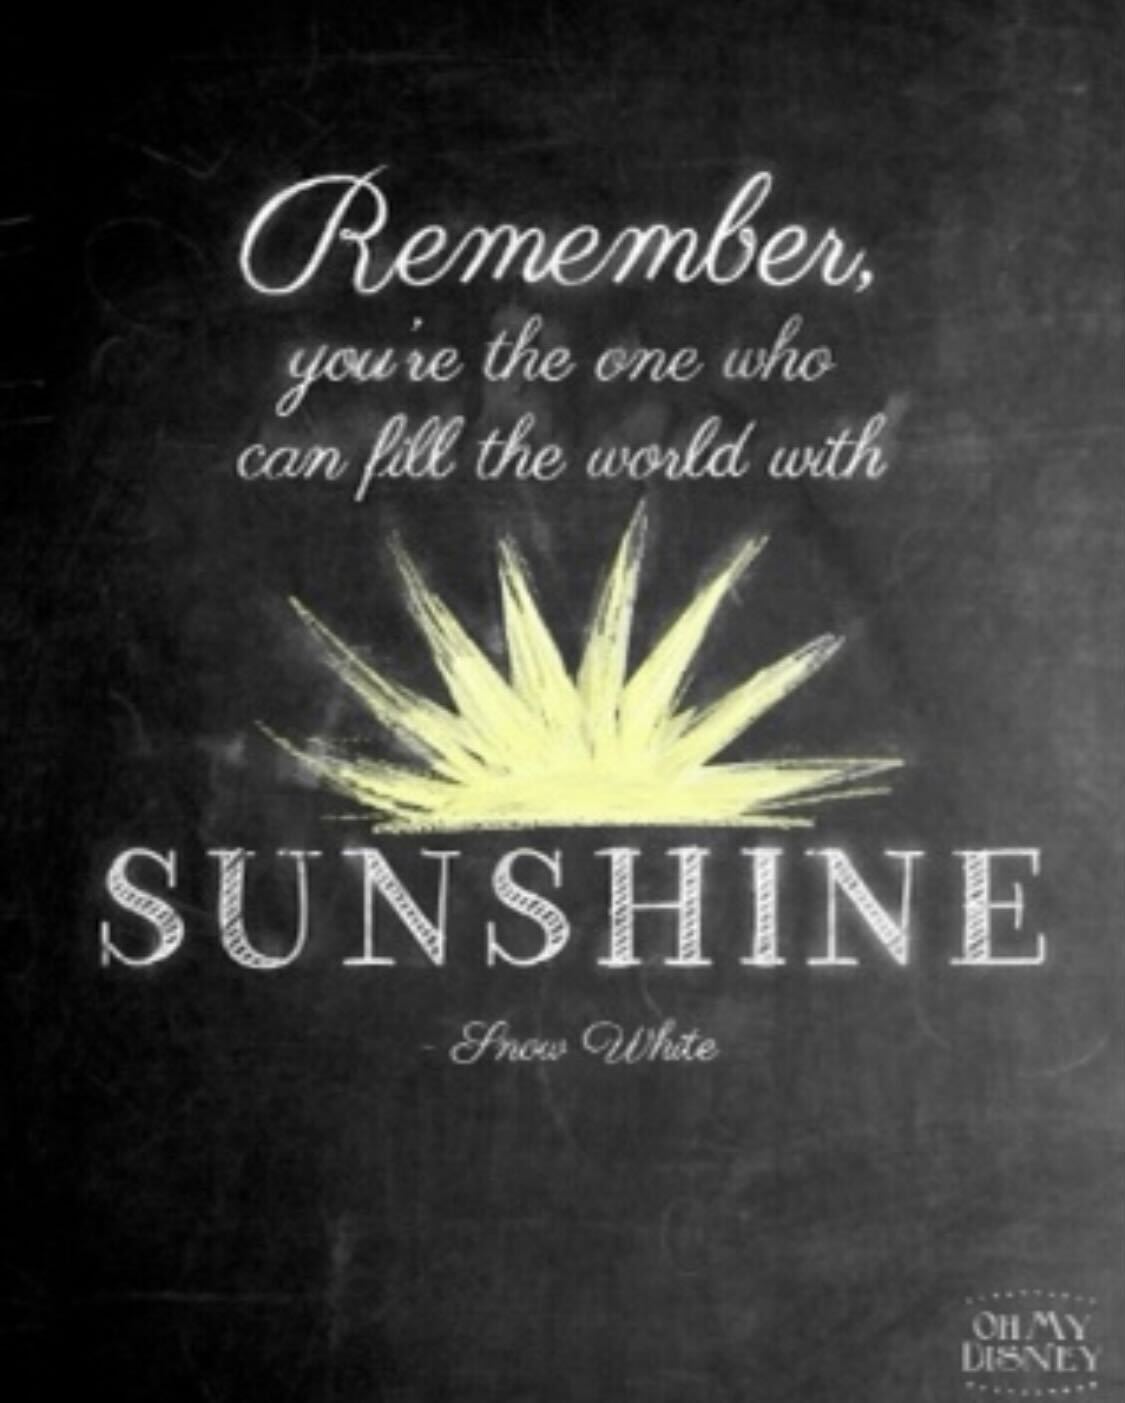 Remember,
you're the one who
can fill the world with
SUNSHINE
- Snow White
OH MY
DISNEY